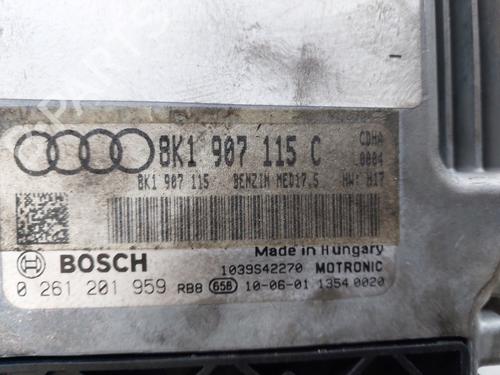 8K1 907 115 C
CDHA
.0004
8K1 907 115 BENZIN MED17.5 HW: H17
Made in Hungary
BOSCH
1039S42270 MOTRONIC
0 261 201 959 RB8 65B 10-06-01 1354 0020